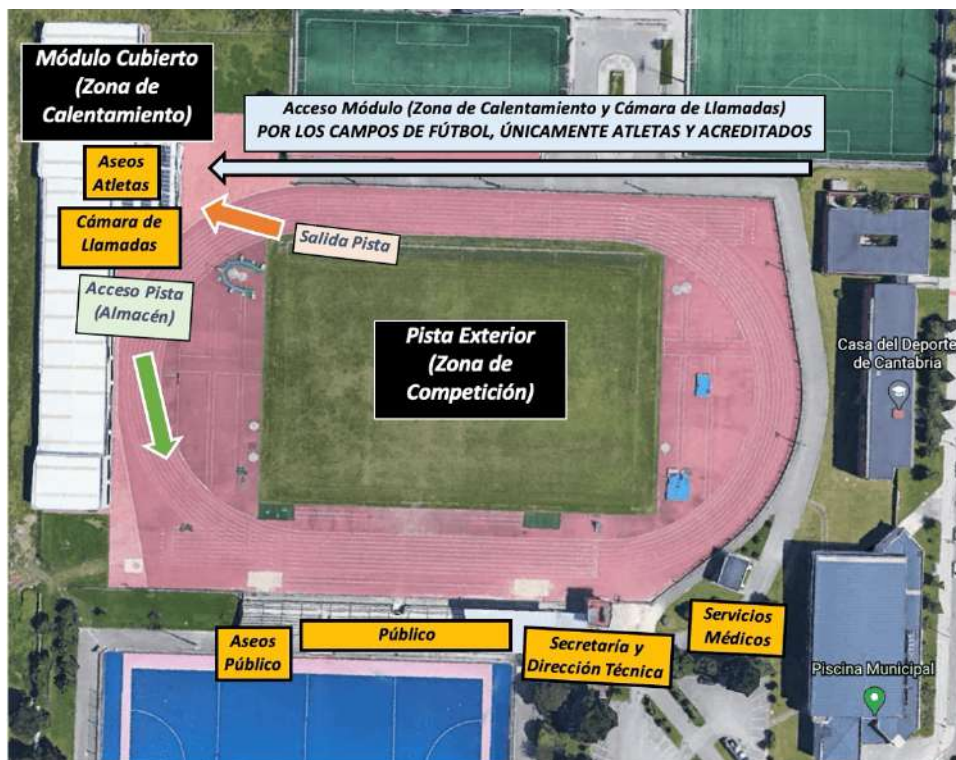 Módulo Cubierto
(Zona de
Calentamiento)
Acceso Módulo (Zona de Calentamiento y Cámara de Llamadas)
POR LOS CAMPOS DE FÚTBOL, ÚNICAMENTE ATLETAS Y ACREDITADOS
Aseos
Atletas
Cámara de
Llamadas
Salida Pista
Acceso Pista
(Almacén)
Pista Exterior
(Zona de
Competición)
Casa del Deporte
de Cantabria
Aseos
Público
Público
Secretaría y
Dirección Técnica
Servicios
Médicos
Piscina Municipal